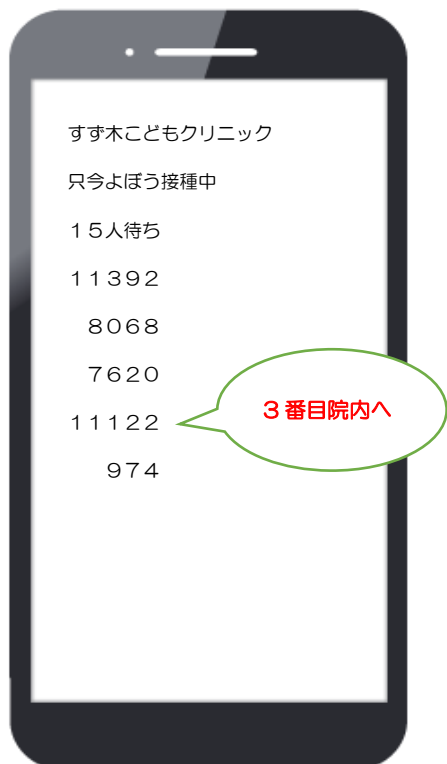 すず木こどもクリニック
只今よぼう接種中
１５人待ち
１１３９２
８０６８
７６２０
１１１２２
３番目院内へ
９７４